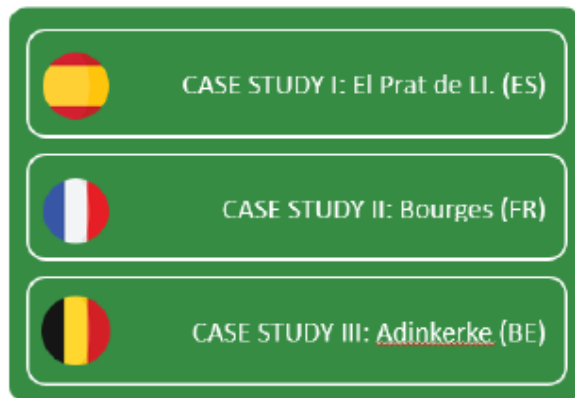 CASE STUDY I: El Prat de Ll. (ES)
CASE STUDY II: Bourges (FR)
CASE STUDY III: Adinkerke (BE)